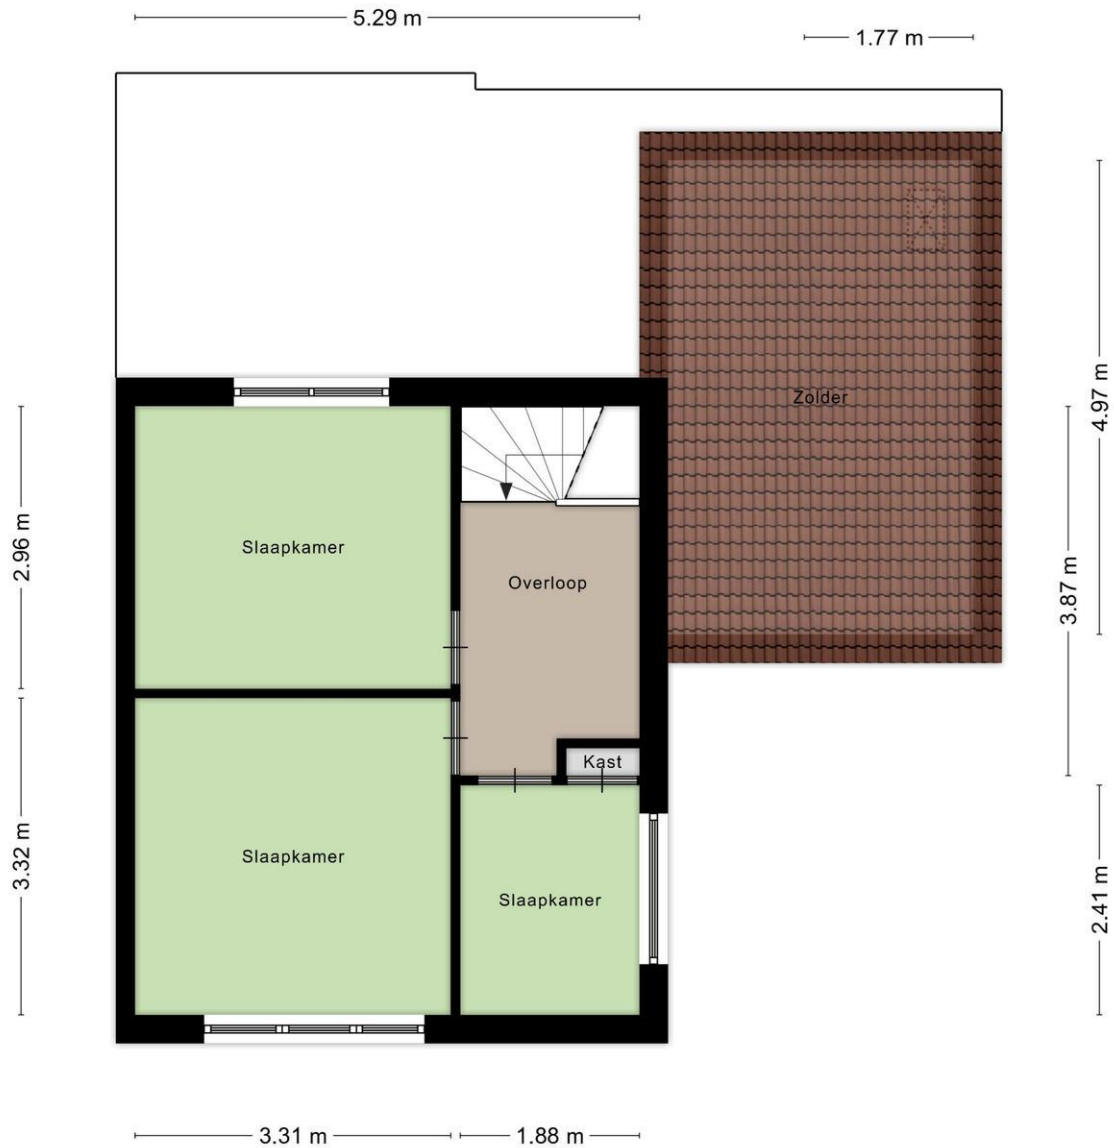 5.29 m
1.77 m
Zolder
4.97 m
2.96 m
Slaapkamer
Overloop
3.87 m
Kast
3.32 m
Slaapkamer
Slaapkamer
2.41 m
3.31 m
1.88 m